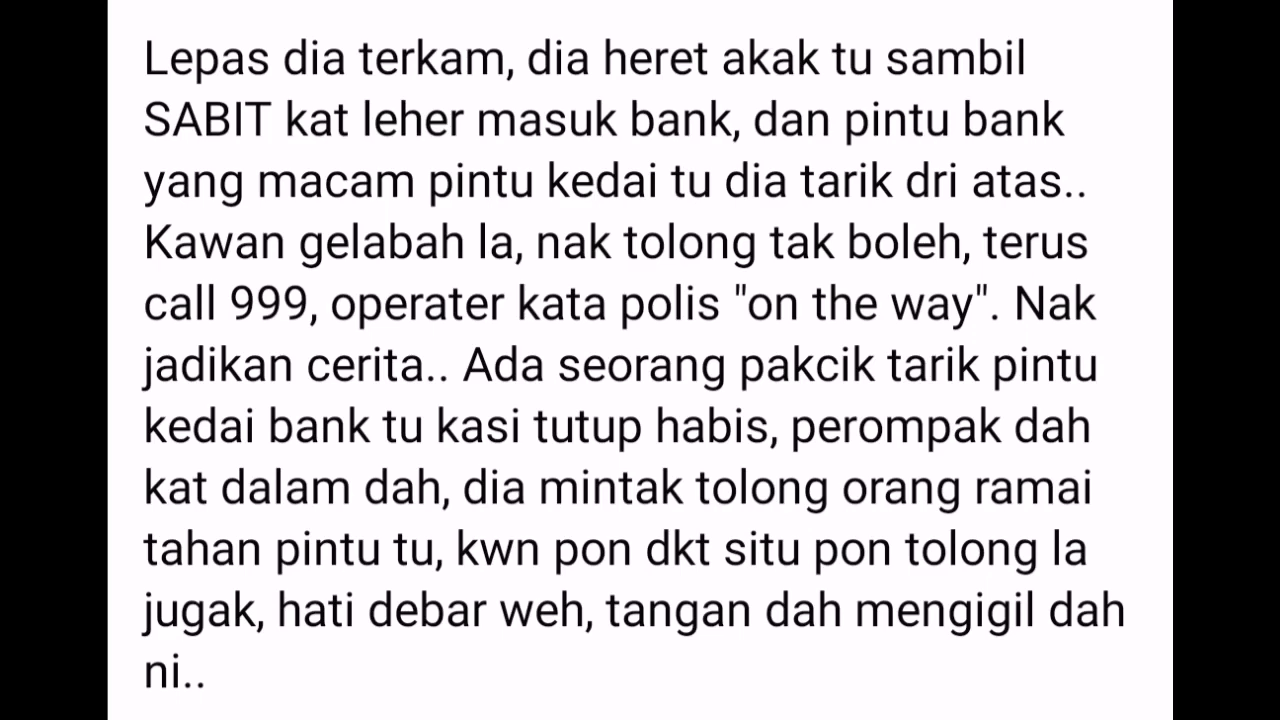 Lepas dia terkam, dia heret akak tu sambil
SABIT kat leher masuk bank, dan pintu bank
yang macam pintu kedai tu dia tarik dri atas..
Kawan gelabah la, nak tolong tak boleh, terus
call 999, operater kata polis "on the way". Nak
jadikan cerita.. Ada seorang pakcik tarik pintu
kedai bank tu kasi tutup habis, perompak dah
kat dalam dah, dia mintak tolong orang ramai
tahan pintu tu, kwn pon dkt situ pon tolong la
jugak, hati debar weh, tangan dah mengigil dah
ni..